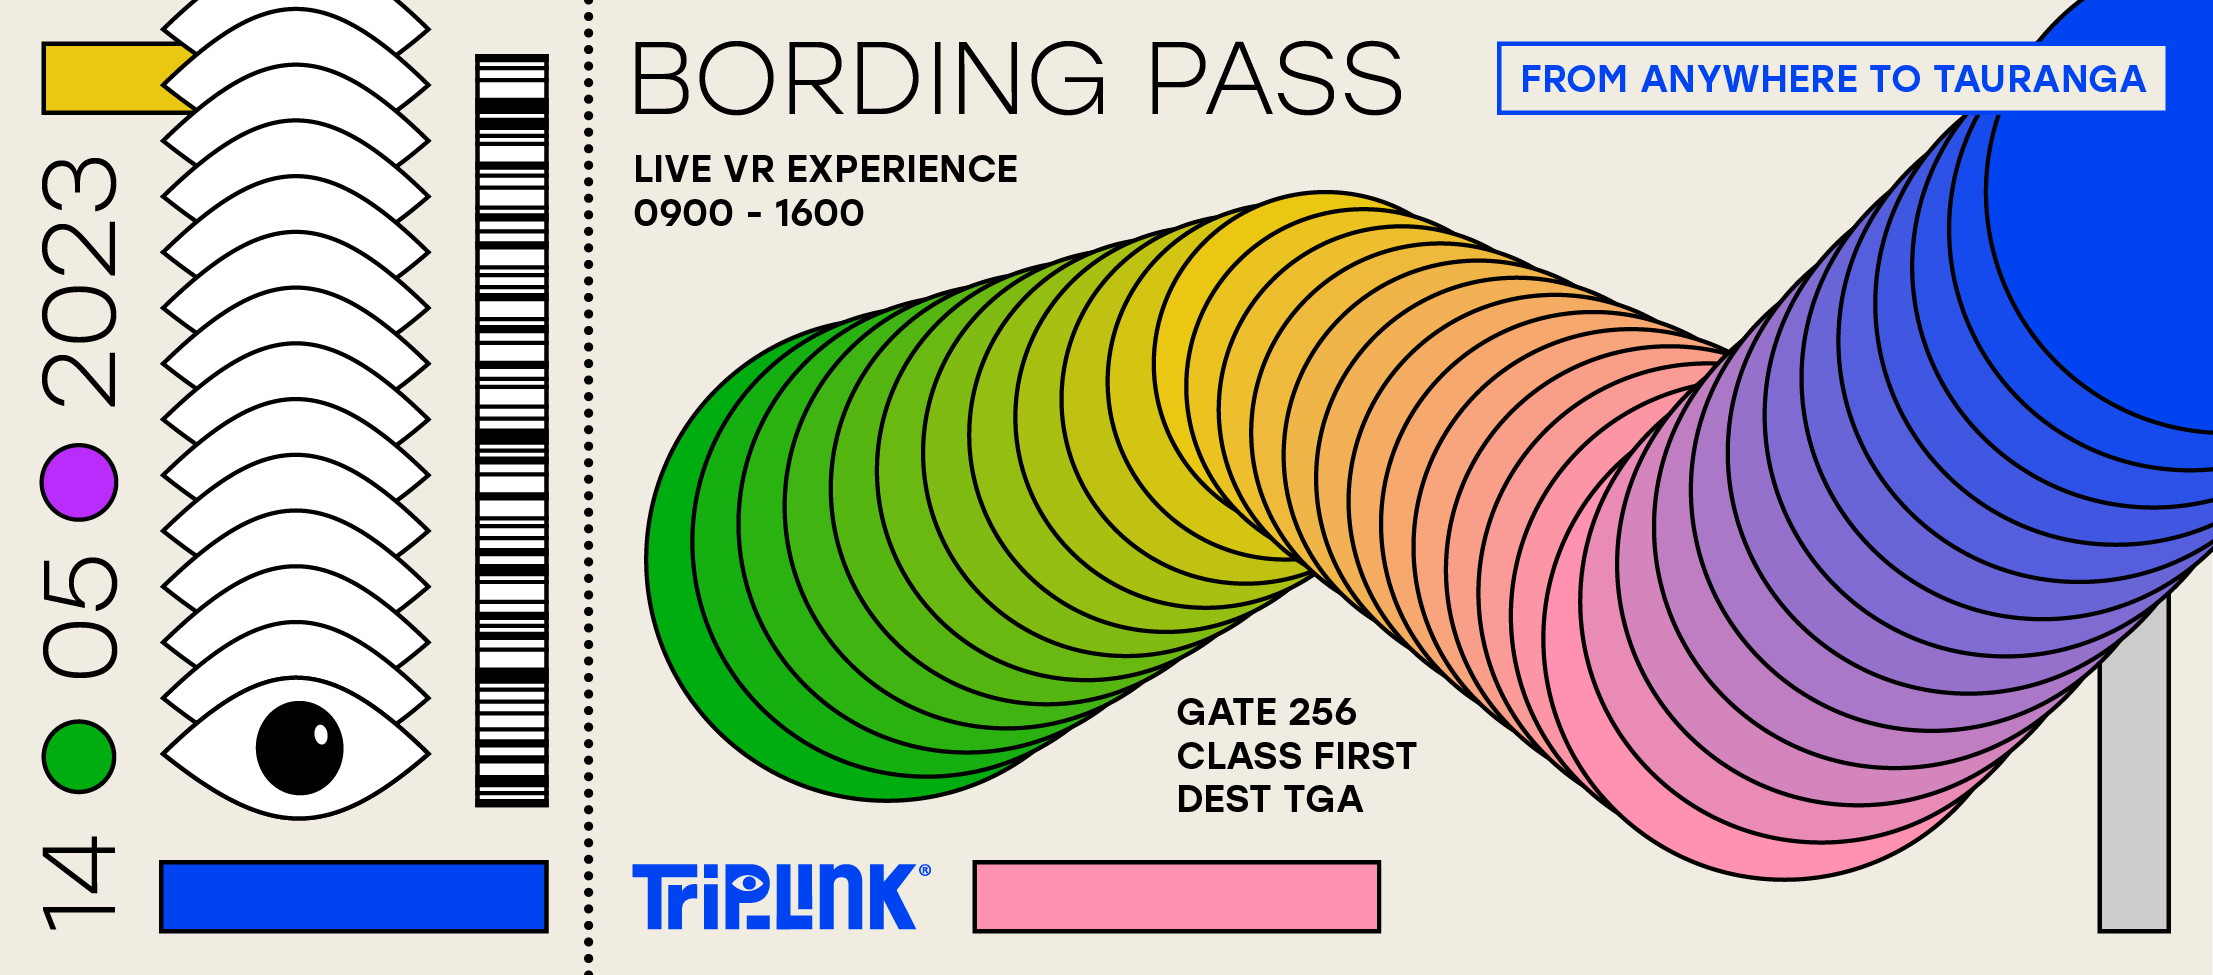 14 05 2023
BORDING PASS
FROM ANYWHERE TO TAURANGA
LIVE VR EXPERIENCE
0900 - 1600
GATE 256
CLASS FIRST
DEST TGA
TRIPLINK®